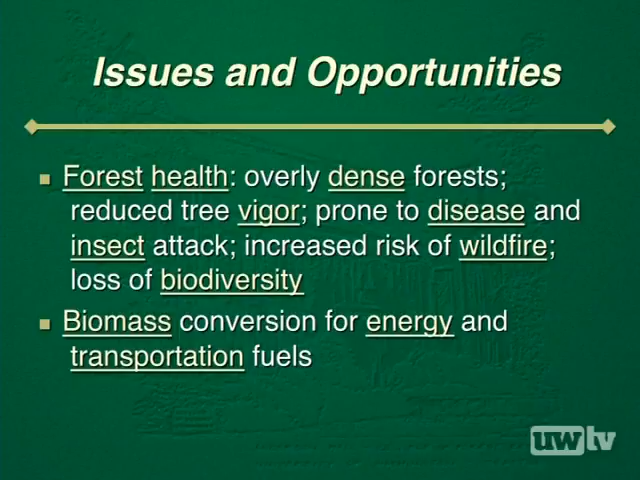 Issues and Opportunities
Forest health: overly dense forests;
reduced tree vigor; prone to disease and
insect attack; increased risk of wildfire;
loss of biodiversity
Biomass conversion for energy and
transportation fuels
uwtv